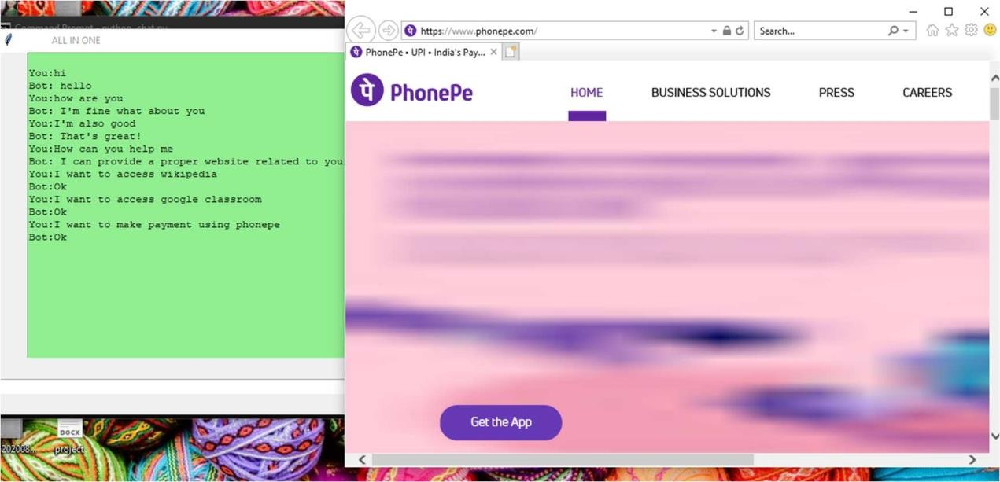 Command Prompt - python chat.py
ALL IN ONE
You:hi
Bot: hello
You:how are you
Bot: I'm fine what about you
You:I'm also good
Bot: That's great!
You:How can you help me
Bot: I can provide a proper website related to you
You:I want to access wikipedia
Bot:Ok
You:I want to access google classroom
Bot:Ok
You:I want to make payment using phonepe
Bot:Ok
202008...
DOCX
project
https://www.phonepe.com/
Search...
PhonePe • UPI • India's Pay...
पे PhonePe
HOME BUSINESS SOLUTIONS PRESS CAREERS
Get the App